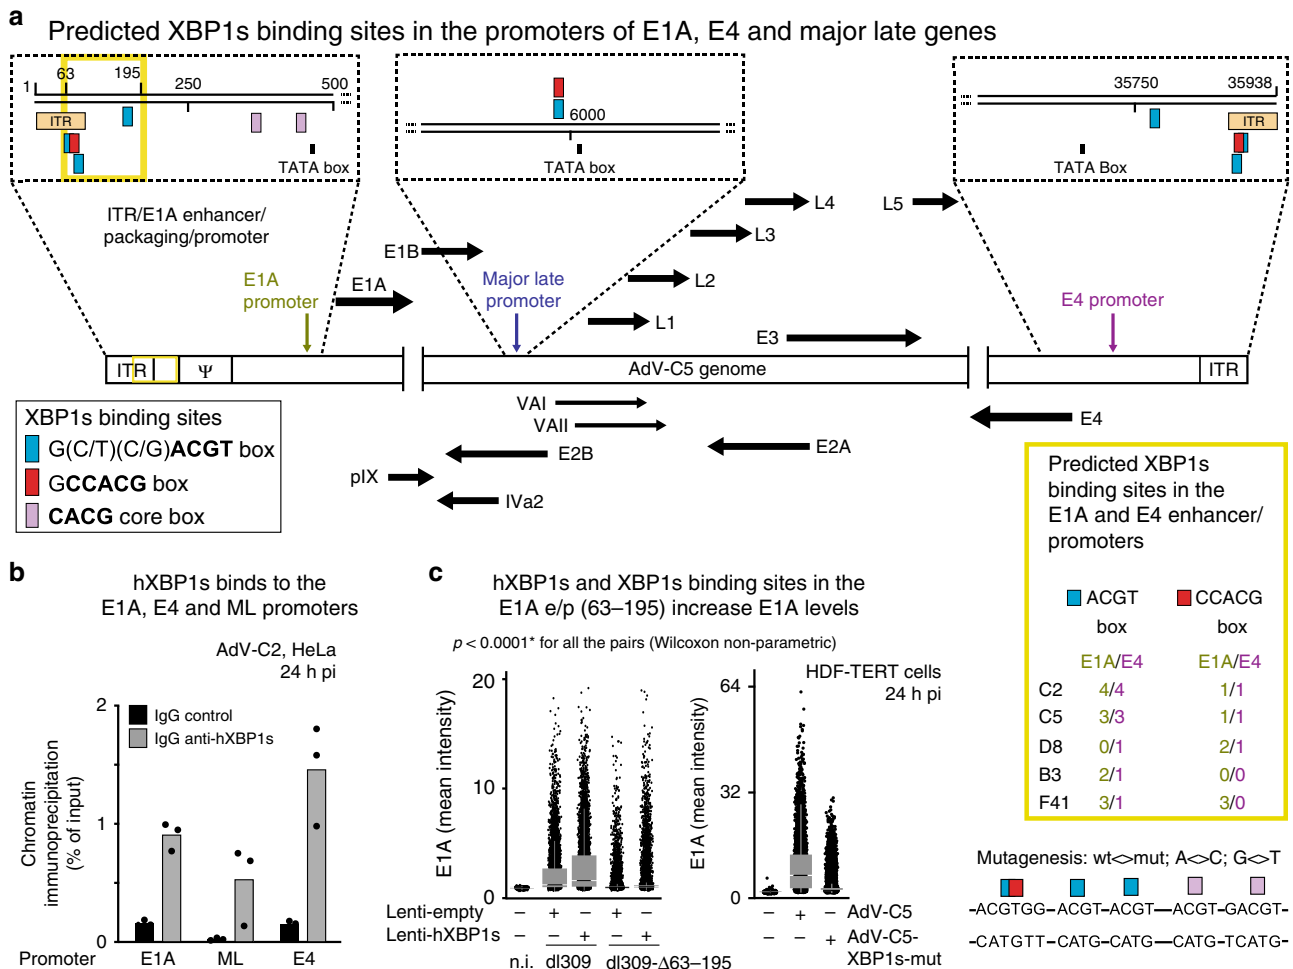 a
Predicted XBP1s binding sites in the promoters of E1A, E4 and major late genes
1 63 195 250 500
ITR
TATA box
6000
TATA box
35750 35938
ITR
TATA Box
ITR/E1A enhancer/
packaging/promoter
E1A
promoter
E1A
E1B
Major late
promoter
L1
L2
L3
L4
L5
E3
E4 promoter
ITR
Ψ
AdV-C5 genome
ITR
VAI
VAII
E2B
E2A
E4
pIX
IVa2
XBP1s binding sites
G(C/T)(C/G)ACGT box
GCCACG box
CACG core box
Predicted XBP1s
binding sites in the
E1A and E4 enhancer/
promoters
ACGT
box
CCACG
box
E1A/E4 E1A/E4
C2 4/4 1/1
C5 3/3 1/1
D8 0/1 2/1
B3 2/1 0/0
F41 3/1 3/0
b
hXBP1s binds to the
E1A, E4 and ML promoters
AdV-C2, HeLa
24 h pi
IgG control
IgG anti-hXBP1s
Chromatin
immunoprecipitation
(% of input)
2
1
0
Promoter E1A ML E4
c
hXBP1s and XBP1s binding sites in the
E1A e/p (63–195) increase E1A levels
p < 0.0001* for all the pairs (Wilcoxon non-parametric)
E1A (mean intensity)
20
10
0
Lenti-empty – + – + –
Lenti-hXBP1s – – + – +
n.i. dl309 dl309-Δ63–195
HDF-TERT cells
24 h pi
E1A (mean intensity)
64
32
0
– + – AdV-C5
– – + AdV-C5-
XBP1s-mut
Mutagenesis: wt<>mut; A<>C; G<>T
–ACGTGG–ACGT–ACGT—ACGT–GACGT–
–CATGTT–CATG–CATG—CATG–TCATG–